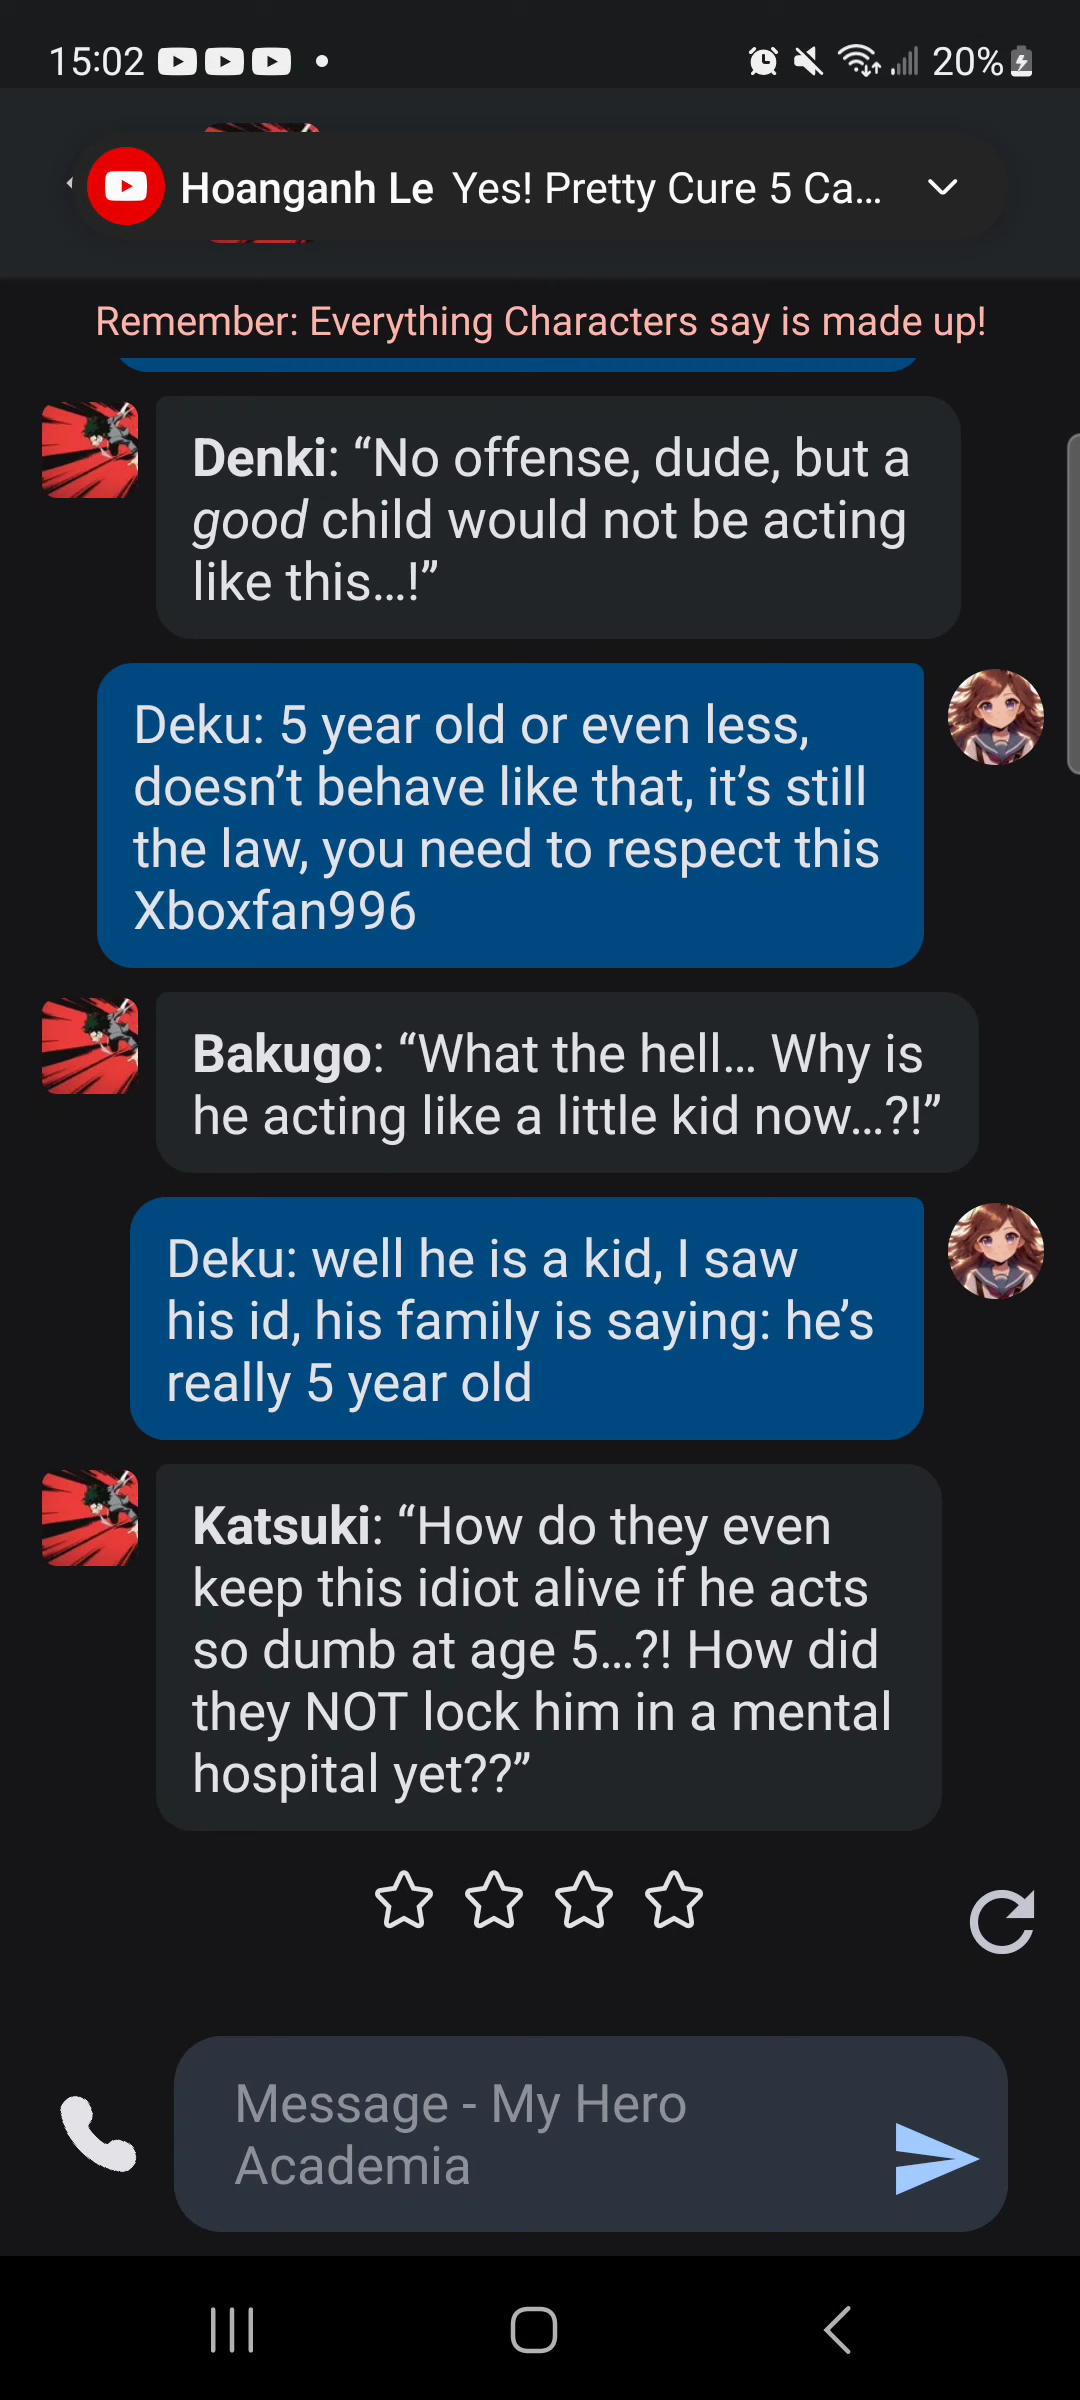 15:02
20%
Hoanganh Le Yes! Pretty Cure 5 Ca...
Remember: Everything Characters say is made up!
Denki: “No offense, dude, but a
good child would not be acting
like this...!”
Deku: 5 year old or even less,
doesn’t behave like that, it’s still
the law, you need to respect this
Xboxfan996
Bakugo: “What the hell... Why is
he acting like a little kid now...?!”
Deku: well he is a kid, I saw
his id, his family is saying: he’s
really 5 year old
Katsuki: “How do they even
keep this idiot alive if he acts
so dumb at age 5...?! How did
they NOT lock him in a mental
hospital yet??”
Message - My Hero
Academia